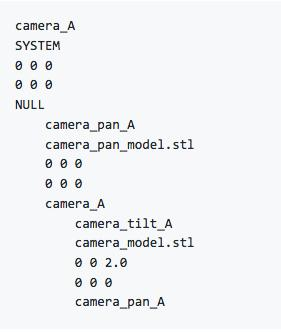 camera_A
SYSTEM
0 0 0
0 0 0
NULL
camera_pan_A
camera_pan_model.stl
0 0 0
0 0 0
camera_A
camera_tilt_A
camera_model.stl
0 0 2.0
0 0 0
camera_pan_A